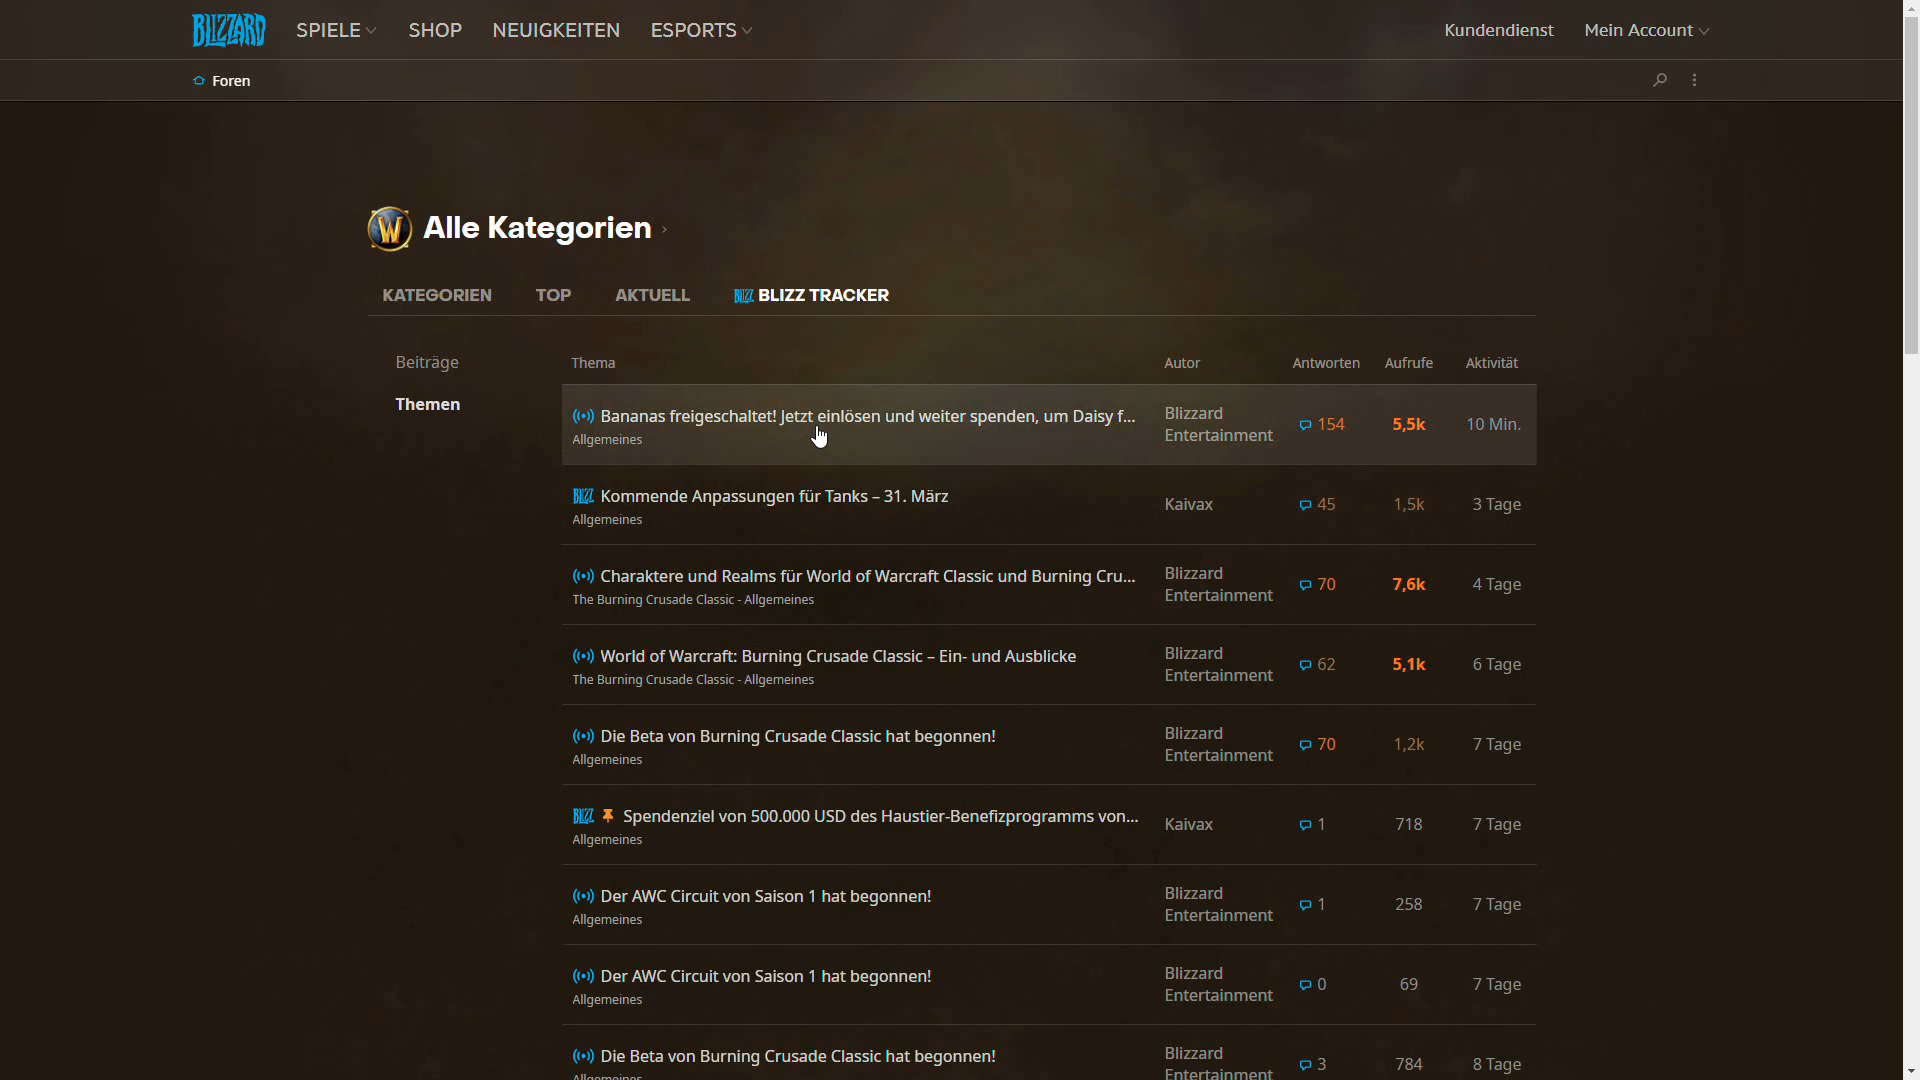 BLIZZARD SPIELE SHOP NEUIGKEITEN ESPORTS Kundendienst Mein Account
Foren
W Alle Kategorien
KATEGORIEN TOP AKTUELL BLIZZ BLIZZ TRACKER
Beiträge
Themen
Thema Autor Antworten Aufrufe Aktivität
Bananas freigeschaltet! Jetzt einlösen und weiter spenden, um Daisy f... Blizzard Entertainment 154 5,5k 10 Min.
Allgemeines
BLIZZ Kommende Anpassungen für Tanks – 31. März Kaivax 45 1,5k 3 Tage
Allgemeines
Charaktere und Realms für World of Warcraft Classic und Burning Cru... Blizzard Entertainment 70 7,6k 4 Tage
The Burning Crusade Classic - Allgemeines
World of Warcraft: Burning Crusade Classic – Ein- und Ausblicke Blizzard Entertainment 62 5,1k 6 Tage
The Burning Crusade Classic - Allgemeines
Die Beta von Burning Crusade Classic hat begonnen! Blizzard Entertainment 70 1,2k 7 Tage
Allgemeines
BLIZZ Spendenziel von 500.000 USD des Haustier-Benefizprogramms von... Kaivax 1 718 7 Tage
Allgemeines
Der AWC Circuit von Saison 1 hat begonnen! Blizzard Entertainment 1 258 7 Tage
Allgemeines
Der AWC Circuit von Saison 1 hat begonnen! Blizzard Entertainment 0 69 7 Tage
Allgemeines
Die Beta von Burning Crusade Classic hat begonnen! Blizzard Entertainment 3 784 8 Tage
Allgemeines